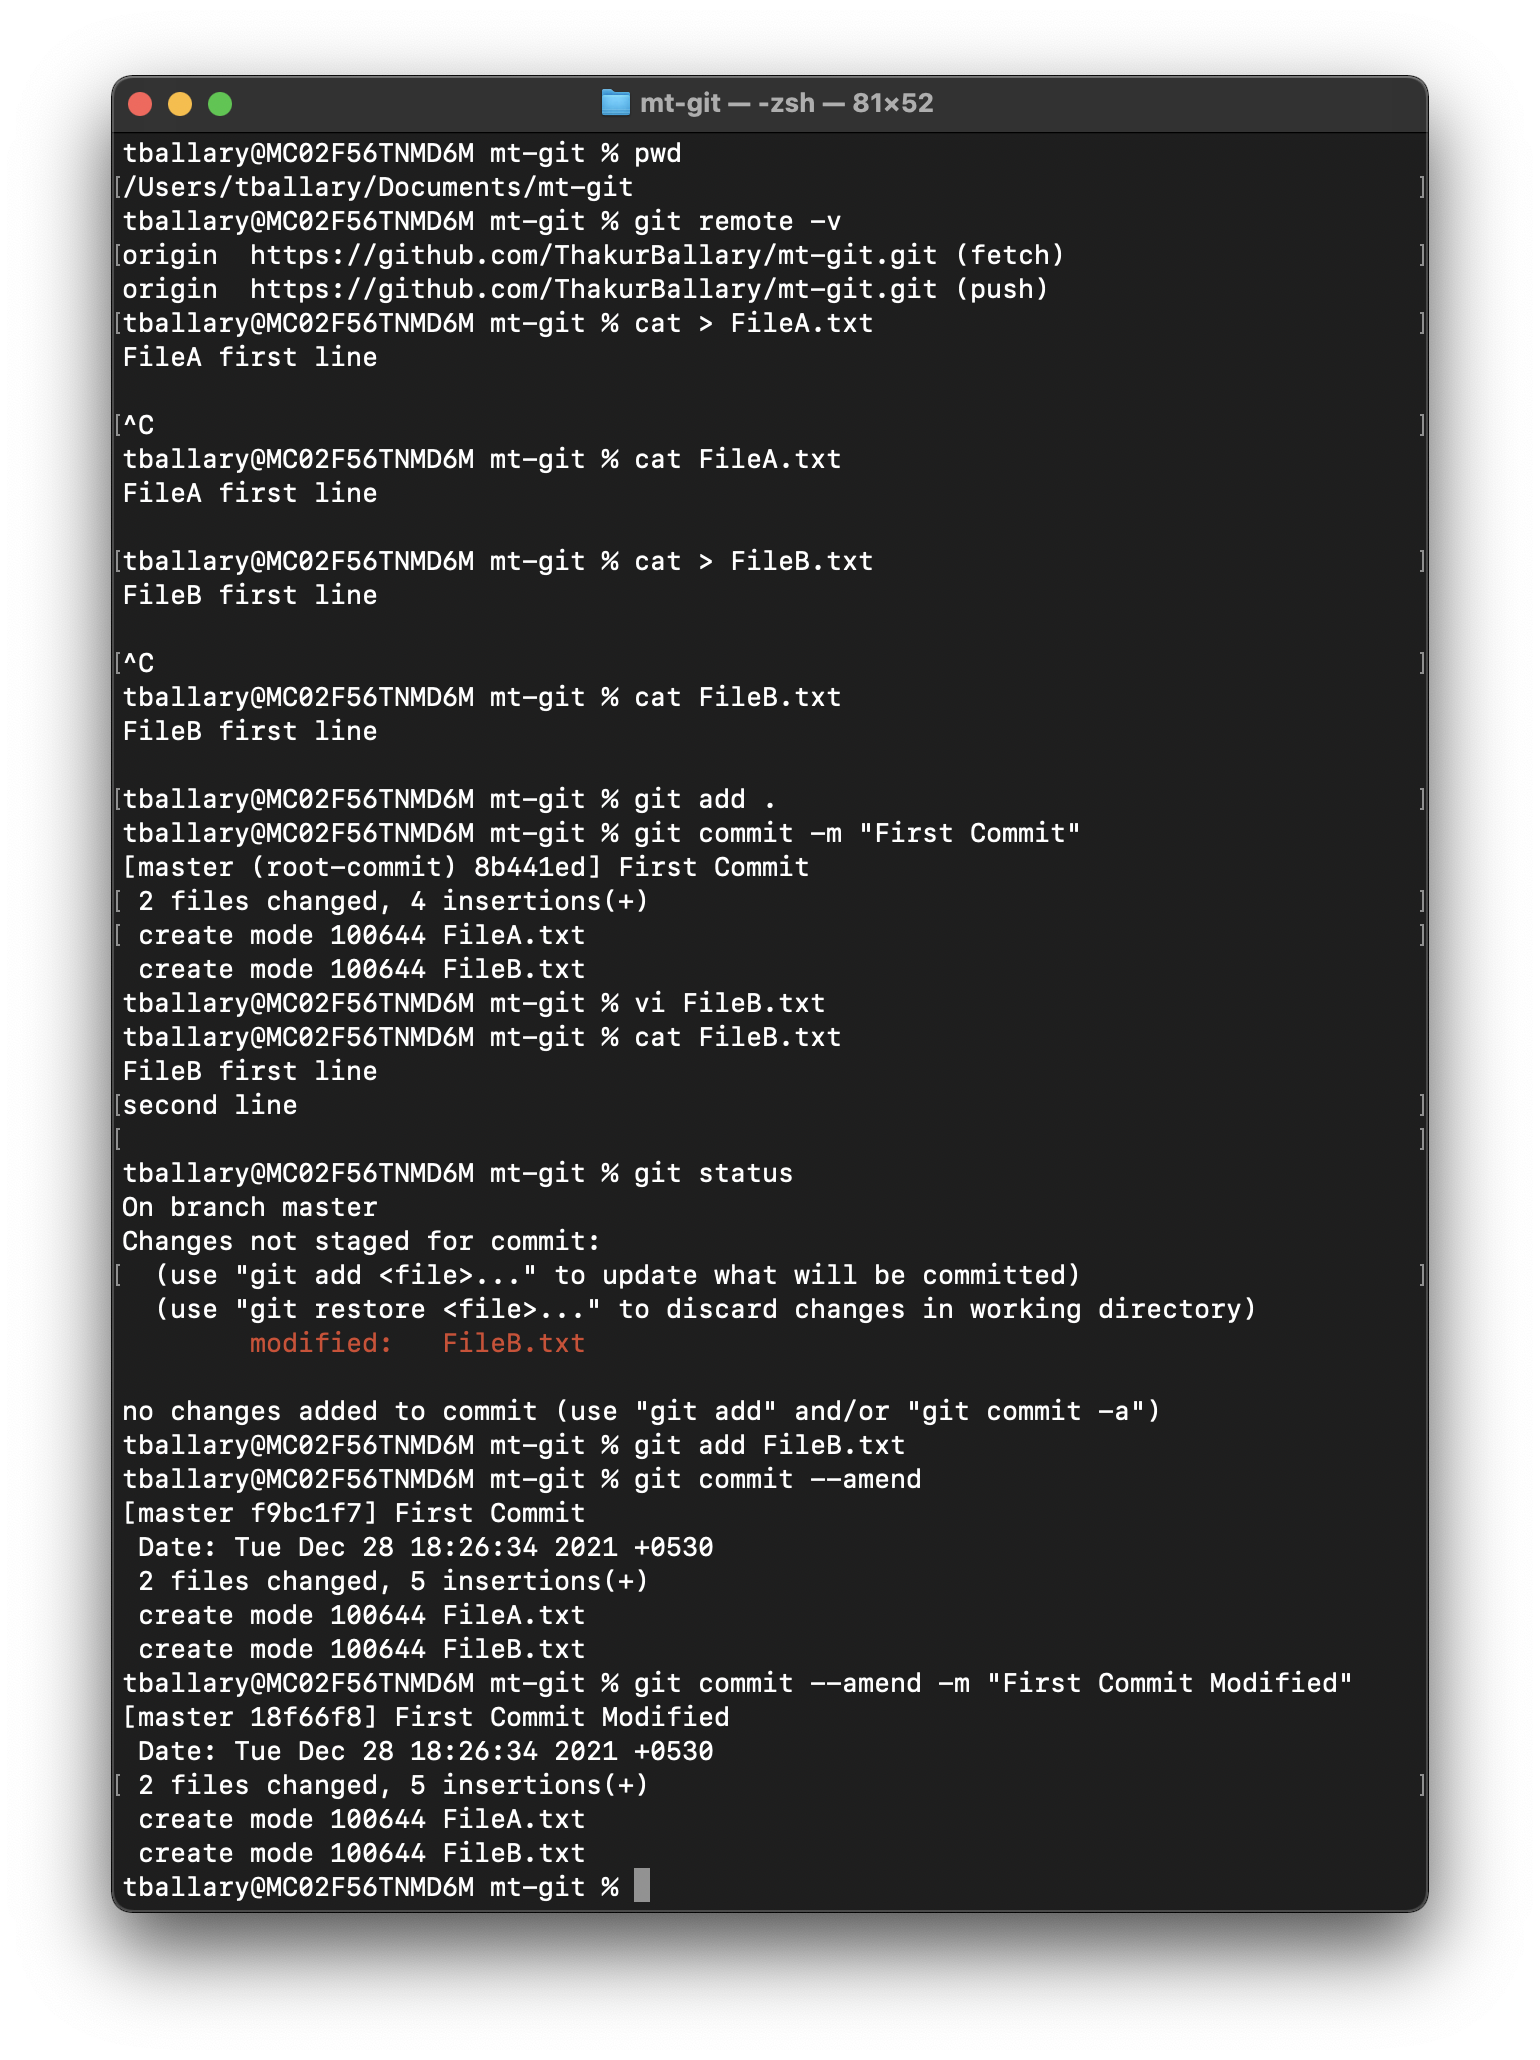 mt-git — -zsh — 81×52
tballary@MC02F56TNMD6M mt-git % pwd
/Users/tballary/Documents/mt-git
tballary@MC02F56TNMD6M mt-git % git remote -v
origin  https://github.com/ThakurBallary/mt-git.git (fetch)
origin  https://github.com/ThakurBallary/mt-git.git (push)
tballary@MC02F56TNMD6M mt-git % cat > FileA.txt
FileA first line
^C
tballary@MC02F56TNMD6M mt-git % cat FileA.txt
FileA first line
tballary@MC02F56TNMD6M mt-git % cat > FileB.txt
FileB first line
^C
tballary@MC02F56TNMD6M mt-git % cat FileB.txt
FileB first line
tballary@MC02F56TNMD6M mt-git % git add .
tballary@MC02F56TNMD6M mt-git % git commit -m "First Commit"
[master (root-commit) 8b441ed] First Commit
 2 files changed, 4 insertions(+)
 create mode 100644 FileA.txt
 create mode 100644 FileB.txt
tballary@MC02F56TNMD6M mt-git % vi FileB.txt
tballary@MC02F56TNMD6M mt-git % cat FileB.txt
FileB first line
second line
tballary@MC02F56TNMD6M mt-git % git status
On branch master
Changes not staged for commit:
  (use "git add <file>..." to update what will be committed)
  (use "git restore <file>..." to discard changes in working directory)
        modified:   FileB.txt
no changes added to commit (use "git add" and/or "git commit -a")
tballary@MC02F56TNMD6M mt-git % git add FileB.txt
tballary@MC02F56TNMD6M mt-git % git commit --amend
[master f9bc1f7] First Commit
 Date: Tue Dec 28 18:26:34 2021 +0530
 2 files changed, 5 insertions(+)
 create mode 100644 FileA.txt
 create mode 100644 FileB.txt
tballary@MC02F56TNMD6M mt-git % git commit --amend -m "First Commit Modified"
[master 18f66f8] First Commit Modified
 Date: Tue Dec 28 18:26:34 2021 +0530
 2 files changed, 5 insertions(+)
 create mode 100644 FileA.txt
 create mode 100644 FileB.txt
tballary@MC02F56TNMD6M mt-git %